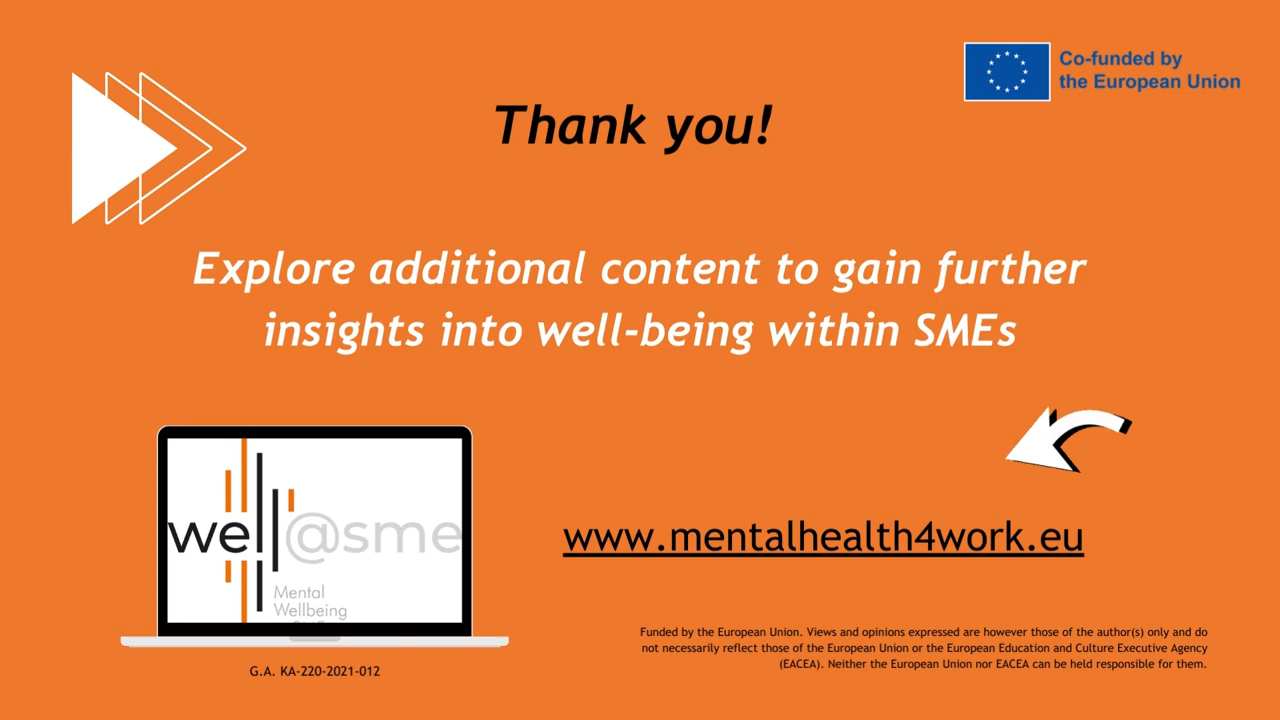 Co-funded by
the European Union
Thank you!
Explore additional content to gain further
insights into well-being within SMEs
well@sme
Mental
Wellbeing
www.mentalhealth4work.eu
Funded by the European Union. Views and opinions expressed are however those of the author(s) only and do
not necessarily reflect those of the European Union or the European Education and Culture Executive Agency
(EACEA). Neither the European Union nor EACEA can be held responsible for them.
G.A. KA-220-2021-012